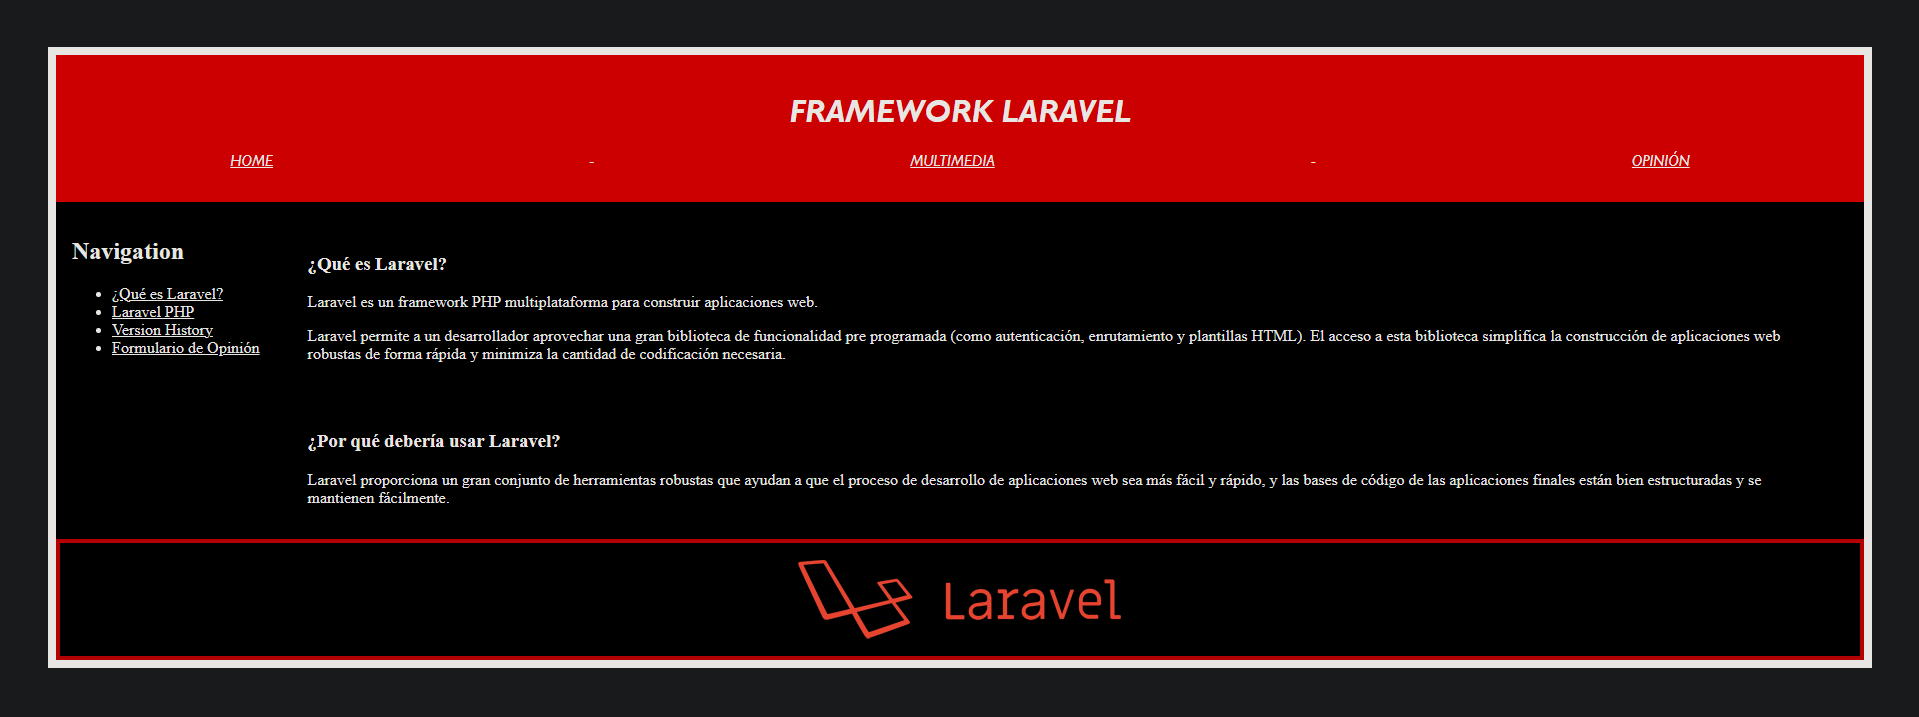 FRAMEWORK LARAVEL
HOME - MULTIMEDIA - OPINIÓN
Navigation
¿Qué es Laravel?
Laravel PHP
Version History
Formulario de Opinión
¿Qué es Laravel?
Laravel es un framework PHP multiplataforma para construir aplicaciones web.
Laravel permite a un desarrollador aprovechar una gran biblioteca de funcionalidad pre programada (como autenticación, enrutamiento y plantillas HTML). El acceso a esta biblioteca simplifica la construcción de aplicaciones web
robustas de forma rápida y minimiza la cantidad de codificación necesaria.
¿Por qué debería usar Laravel?
Laravel proporciona un gran conjunto de herramientas robustas que ayudan a que el proceso de desarrollo de aplicaciones web sea más fácil y rápido, y las bases de código de las aplicaciones finales están bien estructuradas y se
mantienen fácilmente.
Laravel